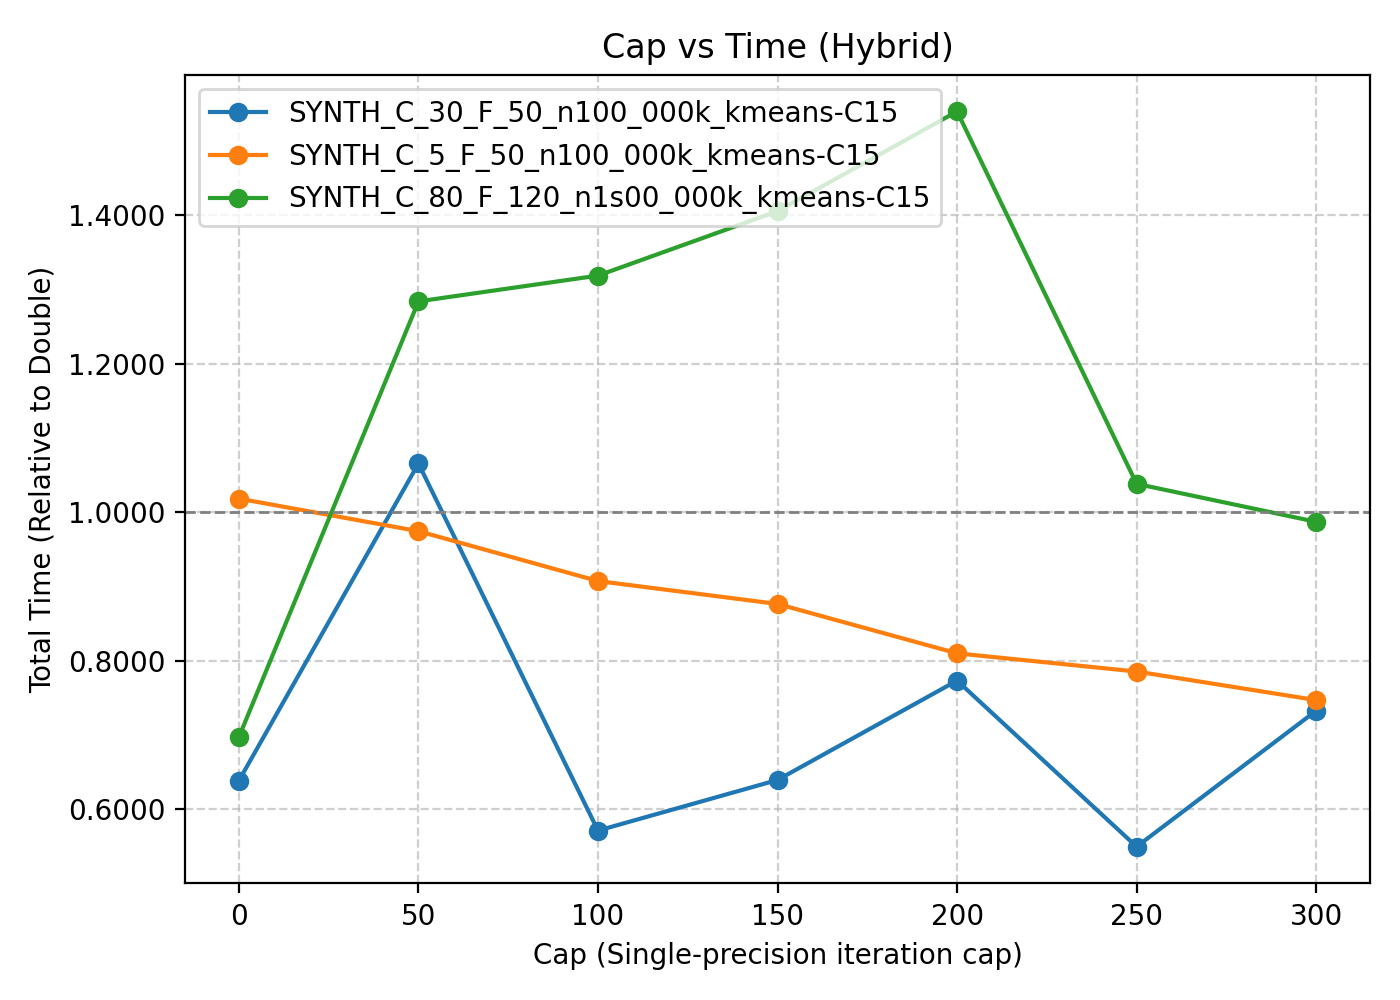 Cap vs Time (Hybrid)
SYNTH_C_30_F_50_n100_000k_kmeans-C15
SYNTH_C_5_F_50_n100_000k_kmeans-C15
SYNTH_C_80_F_120_n1s00_000k_kmeans-C15
Total Time (Relative to Double)
1.4000
1.2000
1.0000
0.8000
0.6000
0 50 100 150 200 250 300
Cap (Single-precision iteration cap)